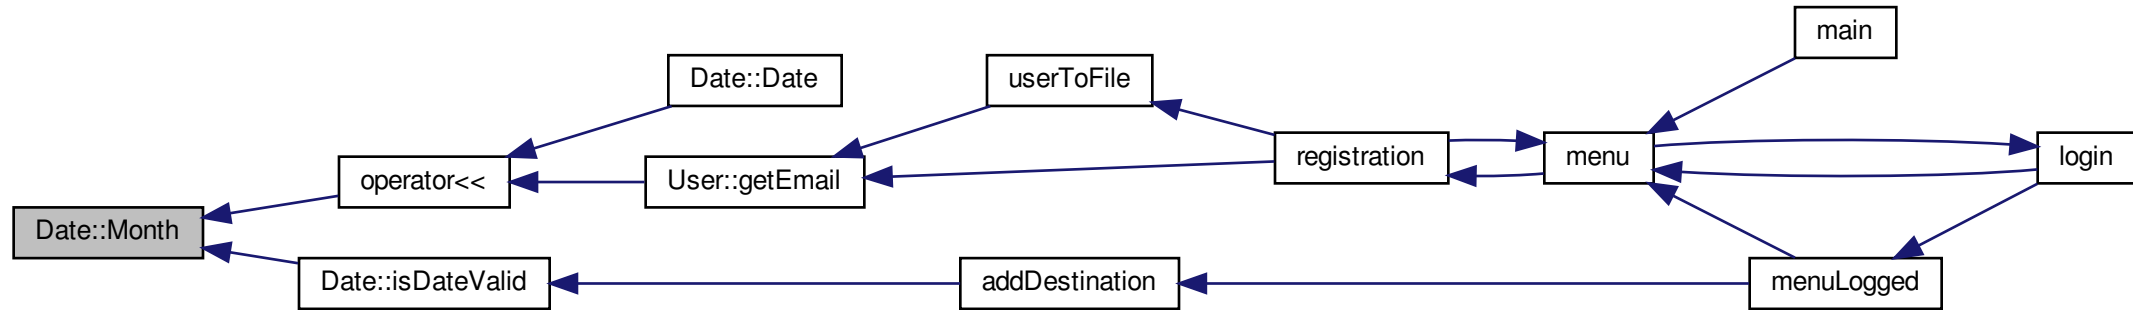 main
Date::Date
userToFile
registration
menu
login
operator<<
User::getEmail
Date::Month
Date::isDateValid
addDestination
menuLogged